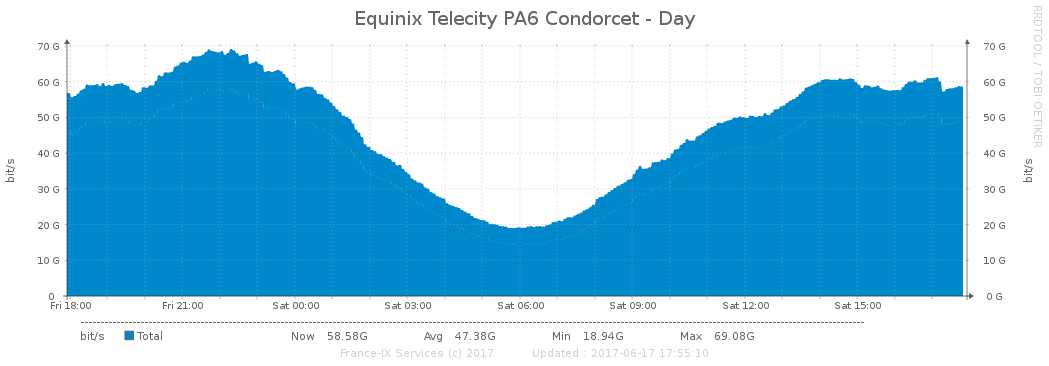 Equinix Telecity PA6 Condorcet - Day
RRDTOOL / TOBI OETIKER
70 G 70 G
60 G 60 G
50 G 50 G
40 G 40 G
30 G 30 G
20 G 20 G
10 G 10 G
0 0 G
bit/s bit/s
Fri 18:00 Fri 21:00 Sat 00:00 Sat 03:00 Sat 06:00 Sat 09:00 Sat 12:00 Sat 15:00
bit/s Total Now 58.58G Avg 47.38G Min 18.94G Max 69.08G
France-IX Services (c) 2017 Updated : 2017-06-17 17:55:10